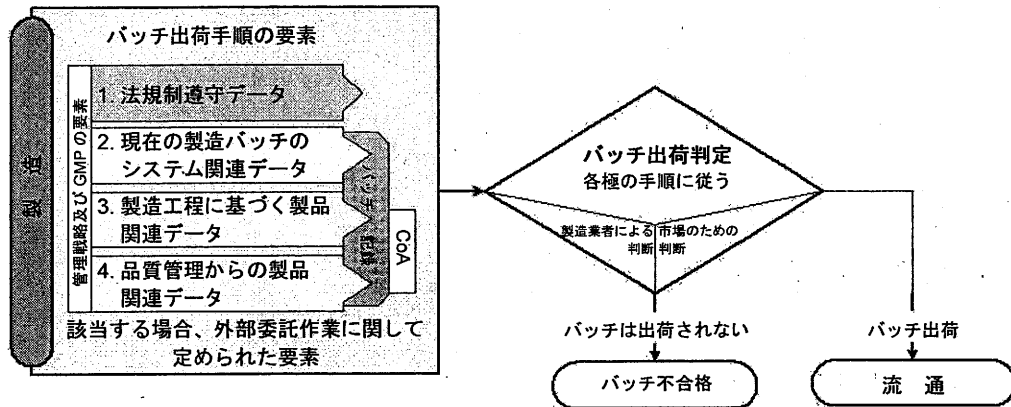 製造
バッチ出荷手順の要素
管理戦略及び GMP の要素
1. 法規制遵守データ
2. 現在の製造バッチの
システム関連データ
3. 製造工程に基づく製品
関連データ
4. 品質管理からの製品
関連データ
バッチ記録
CoA
該当する場合、外部委託作業に関して
定められた要素
バッチ出荷判定
各極の手順に従う
製造業者による
判断
市場のための
判断
バッチは出荷されない
バッチ出荷
バッチ不合格
流通